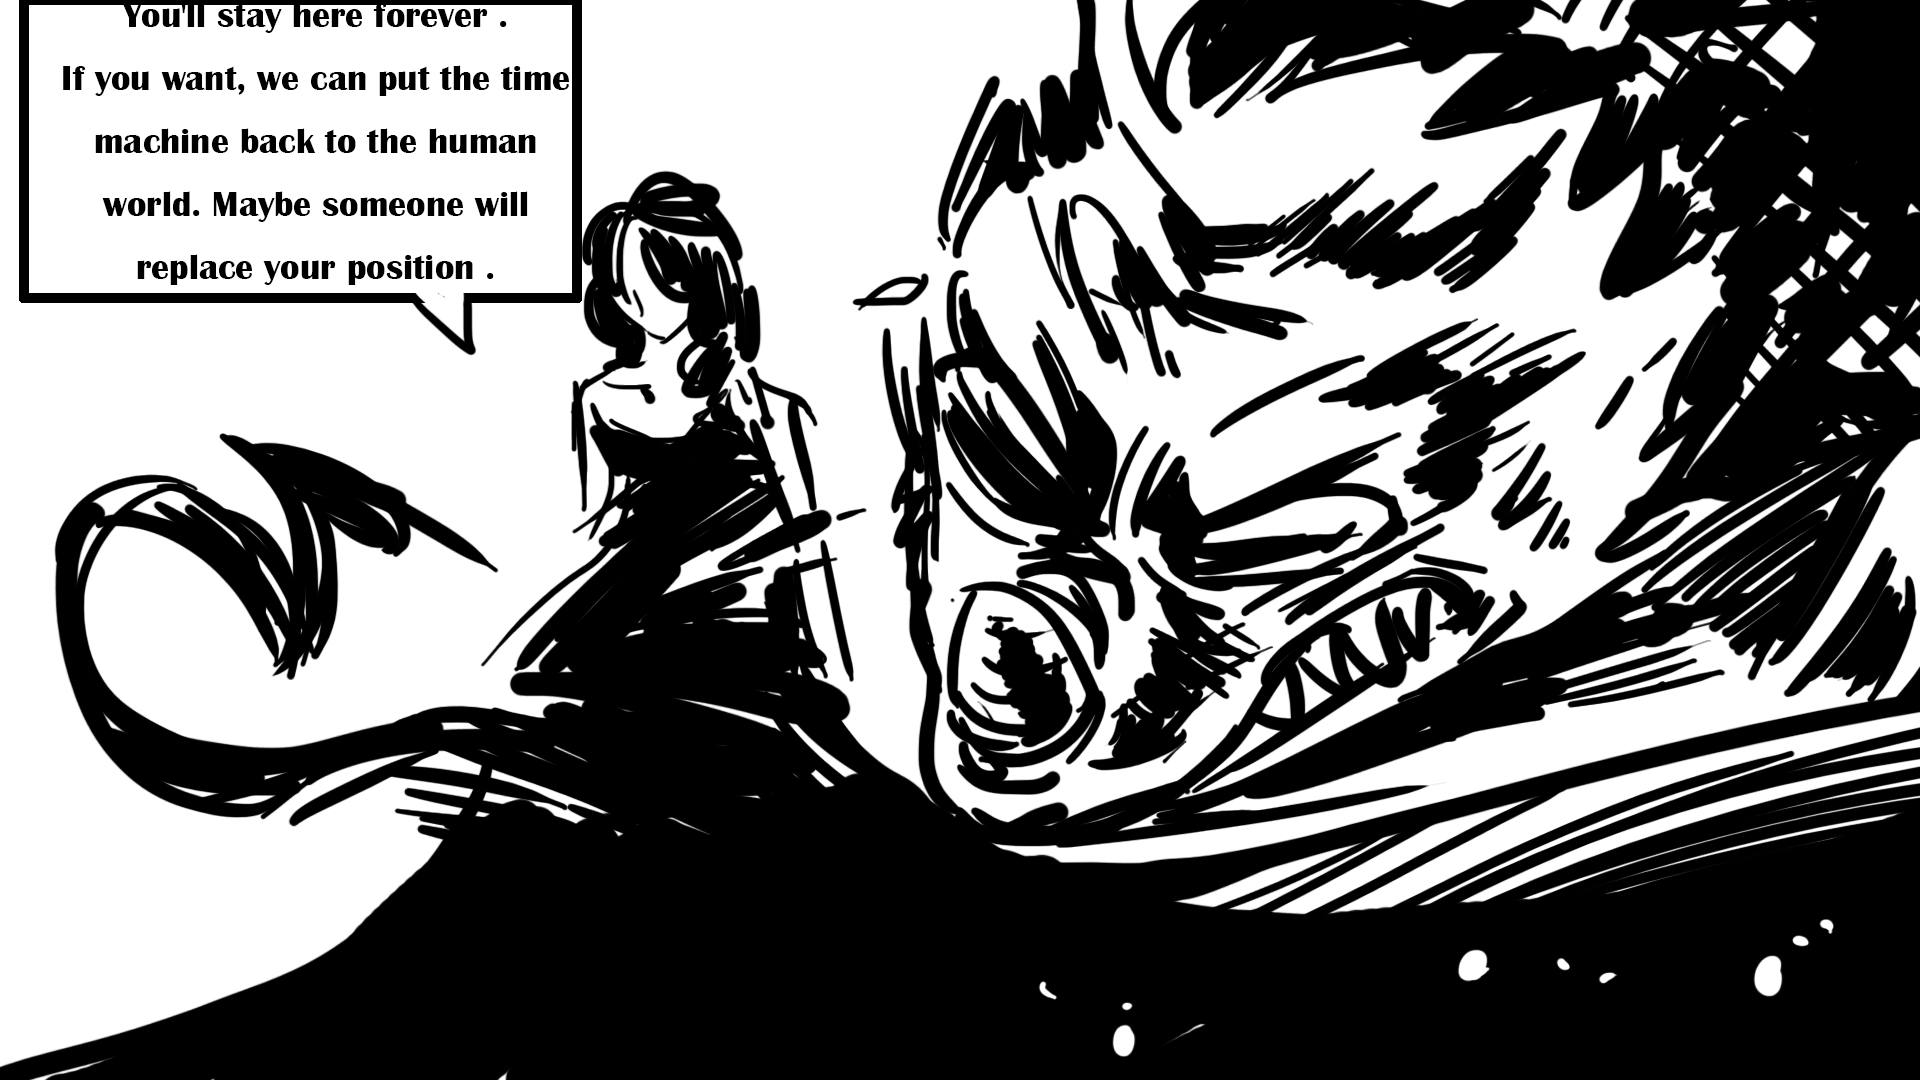 You'll stay here forever .
If you want, we can put the time
machine back to the human
world. Maybe someone will
replace your position .